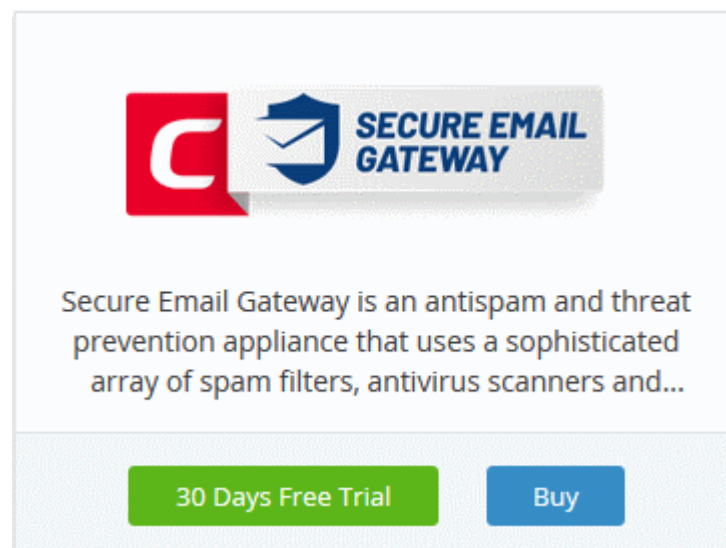 C
SECURE EMAIL
GATEWAY
Secure Email Gateway is an antispam and threat
prevention appliance that uses a sophisticated
array of spam filters, antivirus scanners and...
30 Days Free Trial
Buy